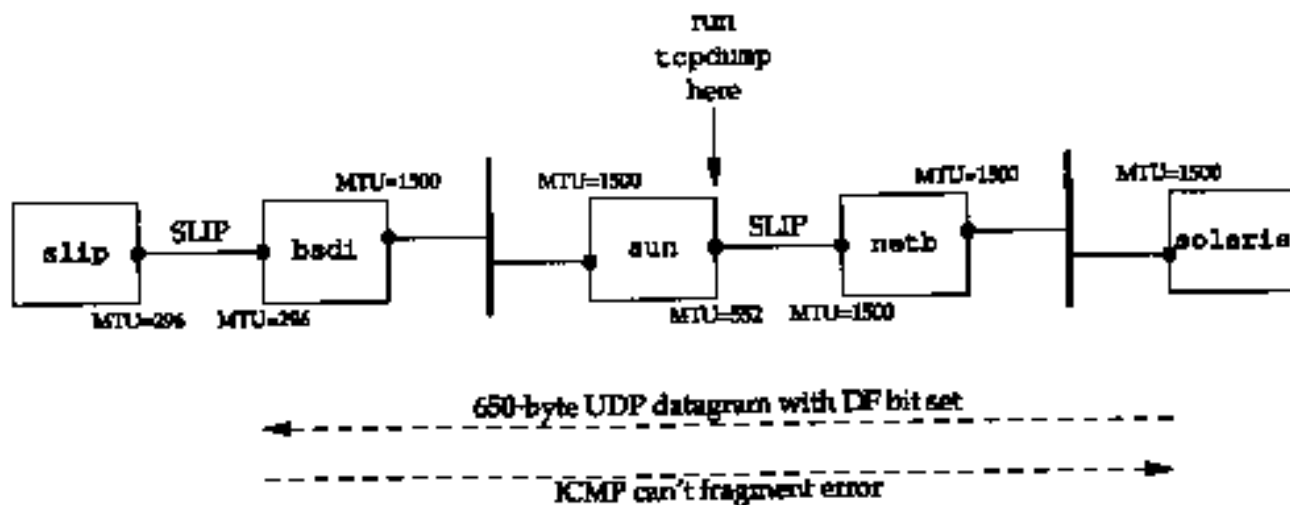 run
tcpdump
here
MTU=1500
MTU=1500
MTU=1500
MTU=1500
slip
SLIP
bsdi
sun
SLIP
netb
solaris
MTU=296
MTU=296
MTU=552
MTU=1500
650-byte UDP datagram with DF bit set
ICMP can't fragment error